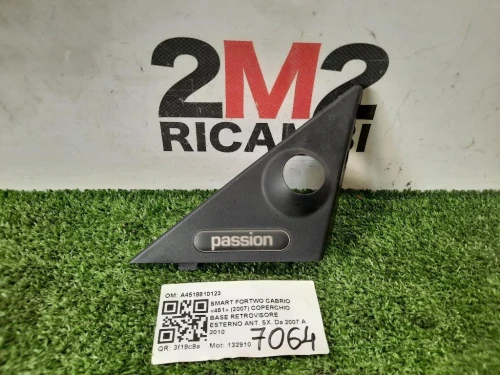 2M2
RICAMBI
passion
OM: A4518810123
SMART FORTWO CABRIO
«451» (2007) COPERCHIO
BASE RETROVISORE
ESTERNO ANT. SX. Da 2007 A
2010
QR: 3f19c9a Mot: 132910 7064